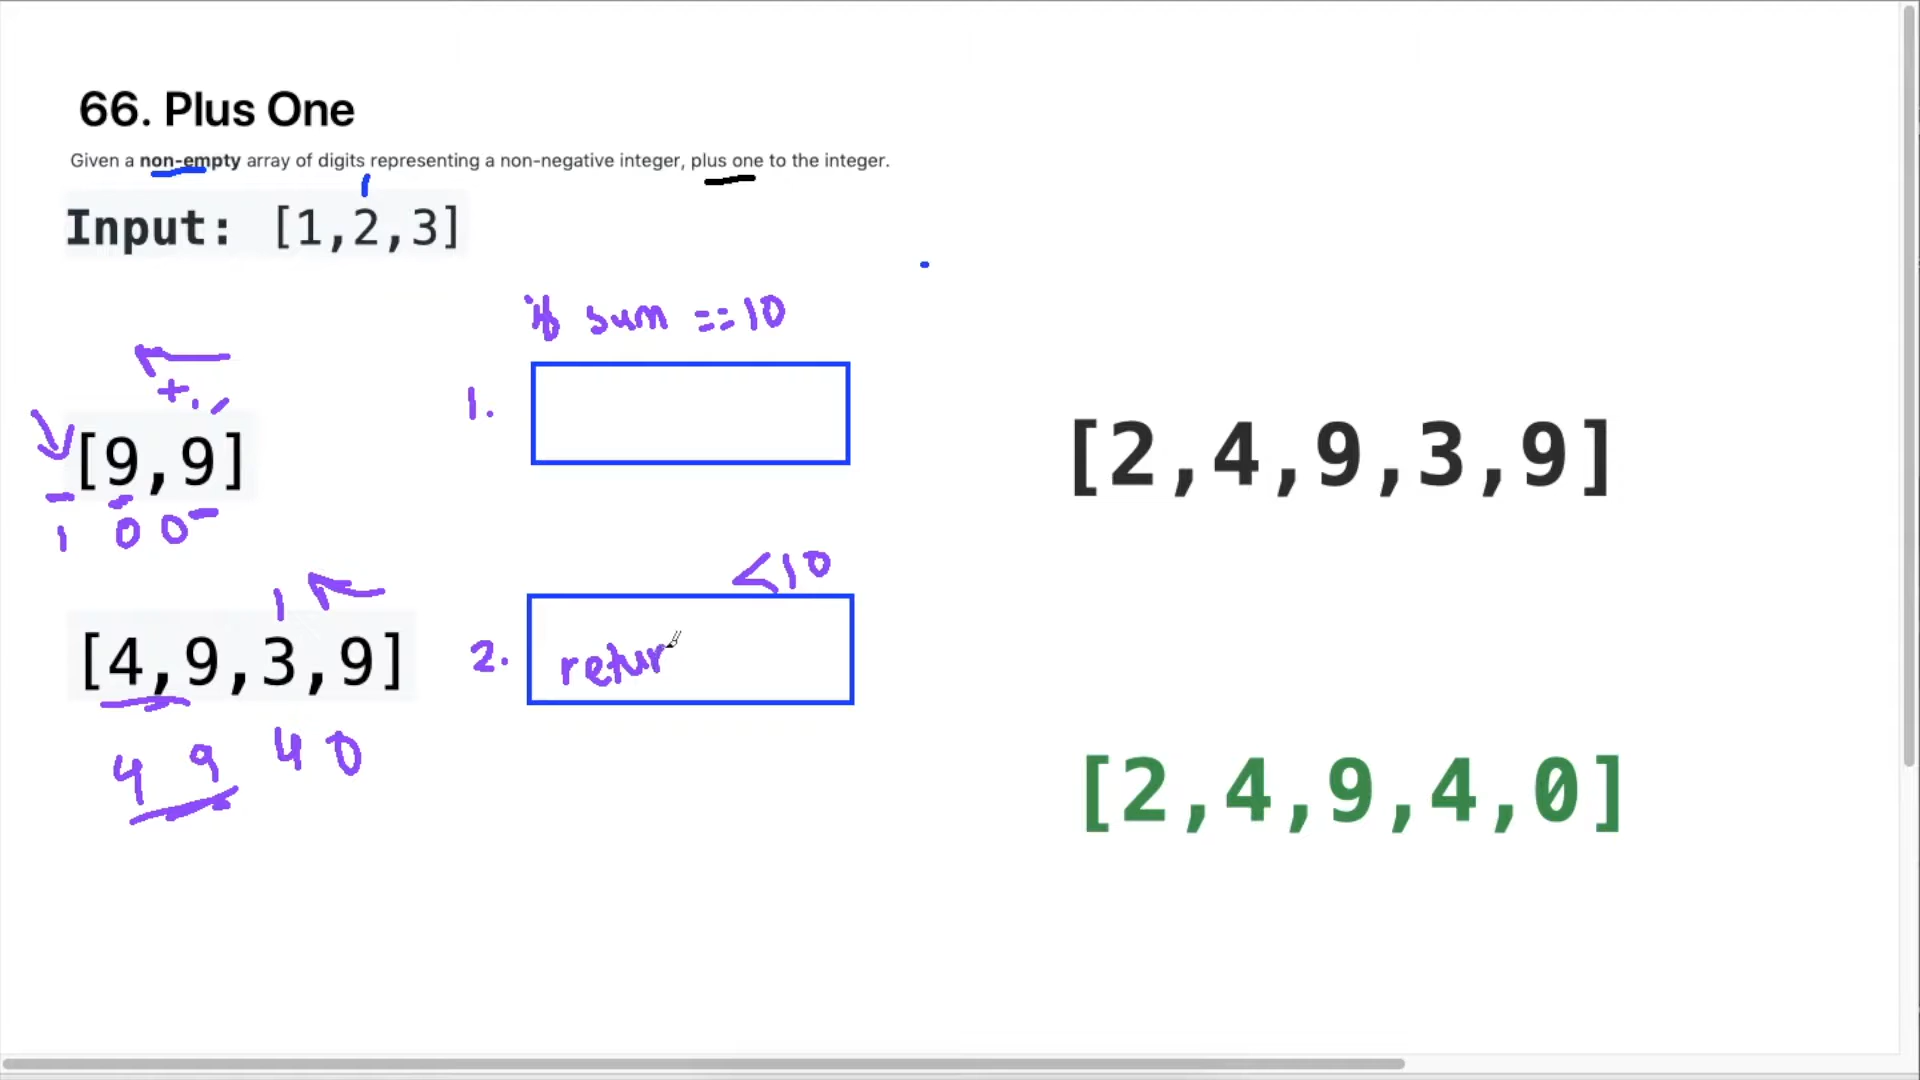 66. Plus One
Given a non-empty array of digits representing a non-negative integer, plus one to the integer.
Input: [1,2,3]
if sum == 10
+1
1.
[9,9]
1 0 0
[2,4,9,3,9]
<10
1
[4,9,3,9]
2. retur
4 9 4 0
[2,4,9,4,0]